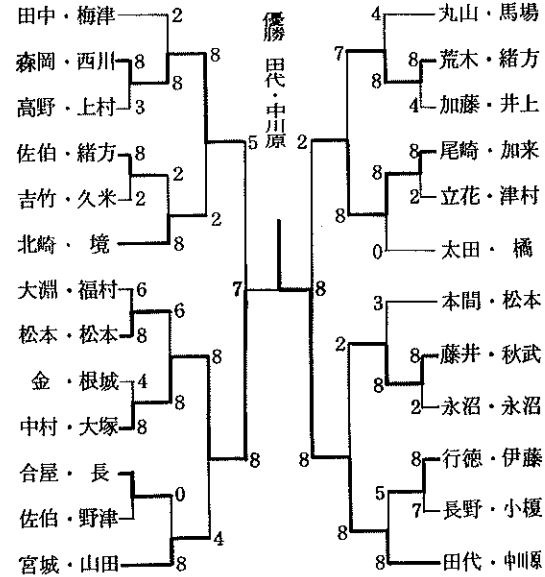 優勝 田代・中川原
田中・梅津 2
森岡・西川 8
8 8
高野・上村 3
5
佐伯・緒方 8
2
吉竹・久米 2
2
北崎・境 8
7
大淵・福村 6
6
松本・松本 8
8
金・根城 4
8
中村・大塚 8
8
合屋・長
0
佐伯・野津
4
宮城・山田 8
4 丸山・馬場
7
8 荒木・緒方
8
4 加藤・井上
2
8 尾崎・加来
8
2 立花・津村
8
0 太田・橘
8
3 本間・松本
2
8 藤井・秋武
8
2 永沼・永沼
8
8 行徳・伊藤
5
7 長野・小榎
8
8 田代・中川原